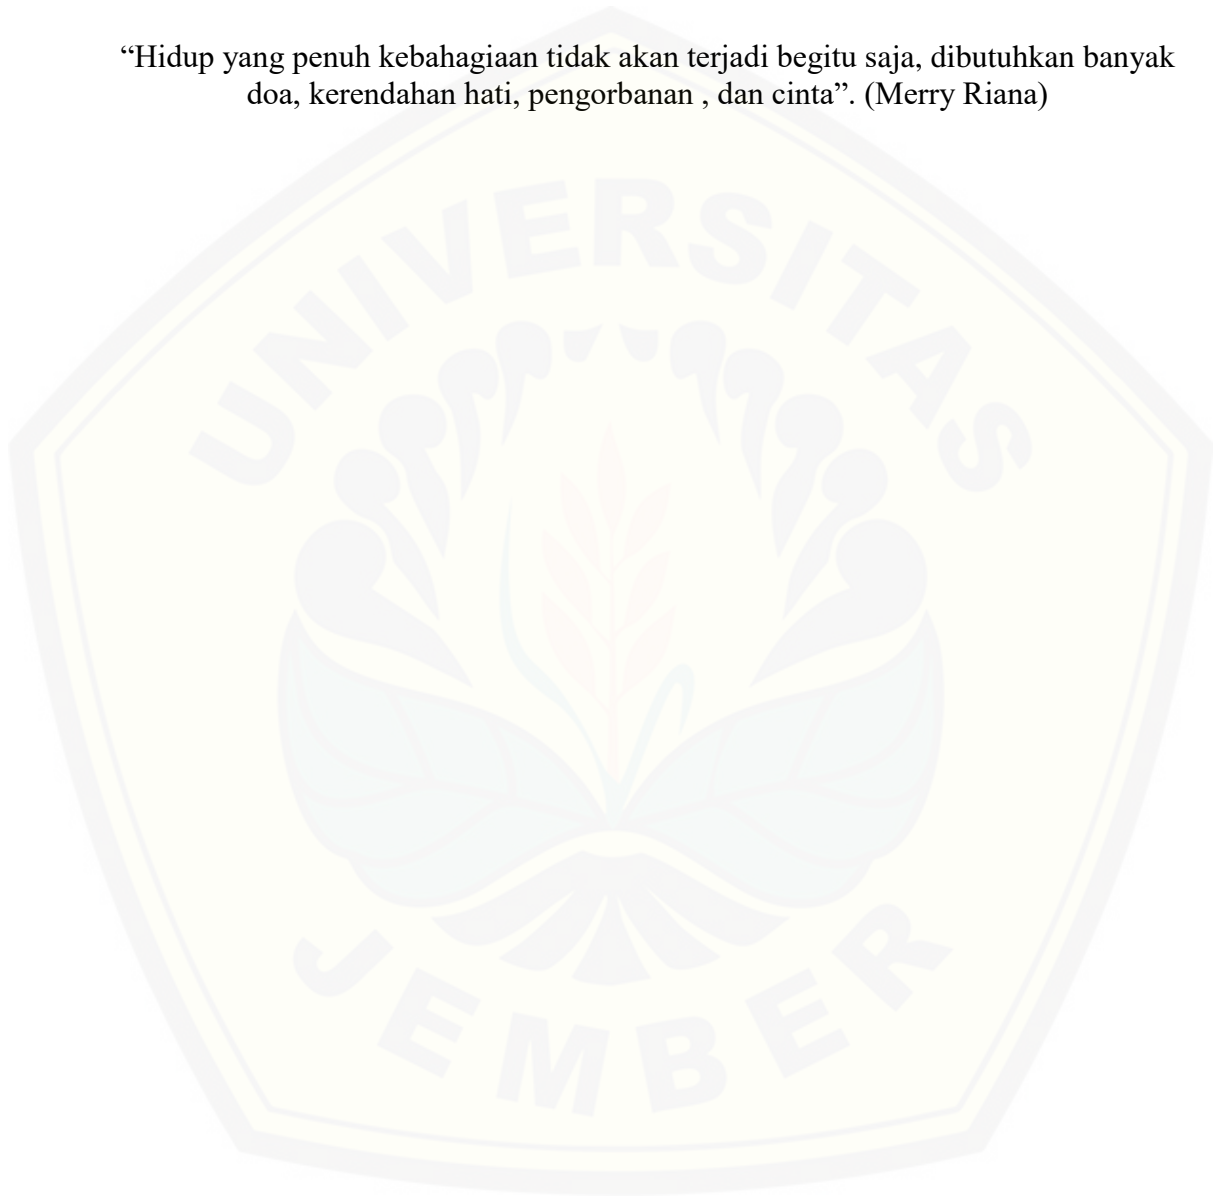 “Hidup yang penuh kebahagiaan tidak akan terjadi begitu saja, dibutuhkan banyak
doa, kerendahan hati, pengorbanan , dan cinta”. (Merry Riana)
UNIVERSITAS
JEMBER